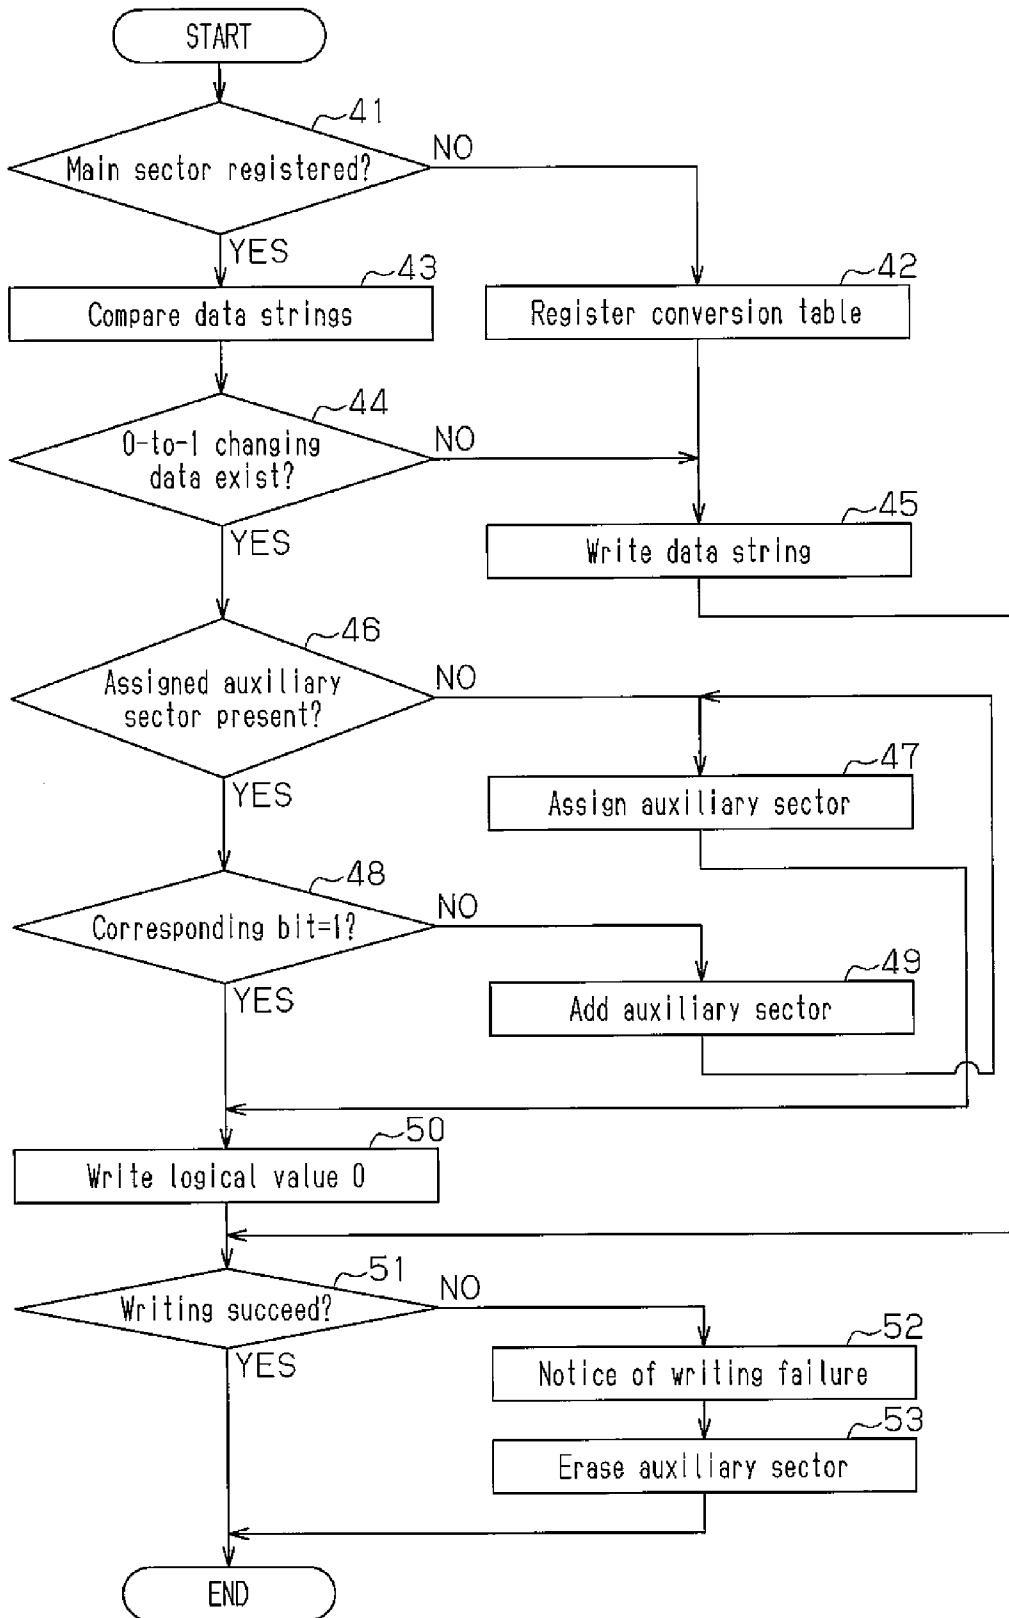 START
41
Main sector registered?
NO
YES
43
Compare data strings
42
Register conversion table
44
0-to-1 changing
data exist?
NO
YES
45
Write data string
46
Assigned auxiliary
sector present?
NO
YES
47
Assign auxiliary sector
48
Corresponding bit=1?
NO
YES
49
Add auxiliary sector
50
Write logical value 0
51
Writing succeed?
NO
YES
52
Notice of writing failure
53
Erase auxiliary sector
END